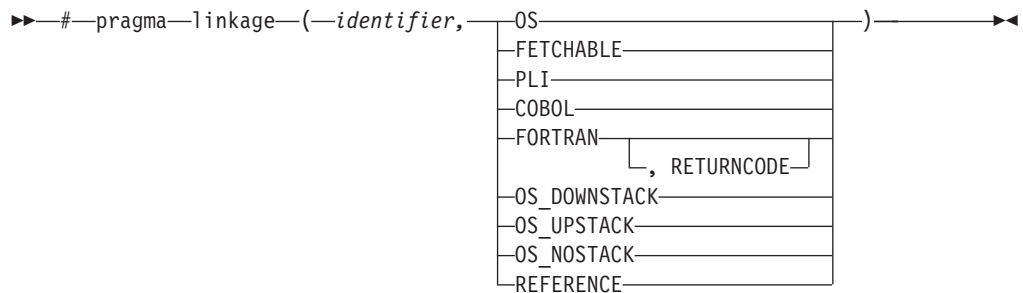 # pragma linkage ( identifier, OS )
FETCHABLE
PLI
COBOL
FORTRAN
, RETURNCODE
OS_DOWNSTACK
OS_UPSTACK
OS_NOSTACK
REFERENCE